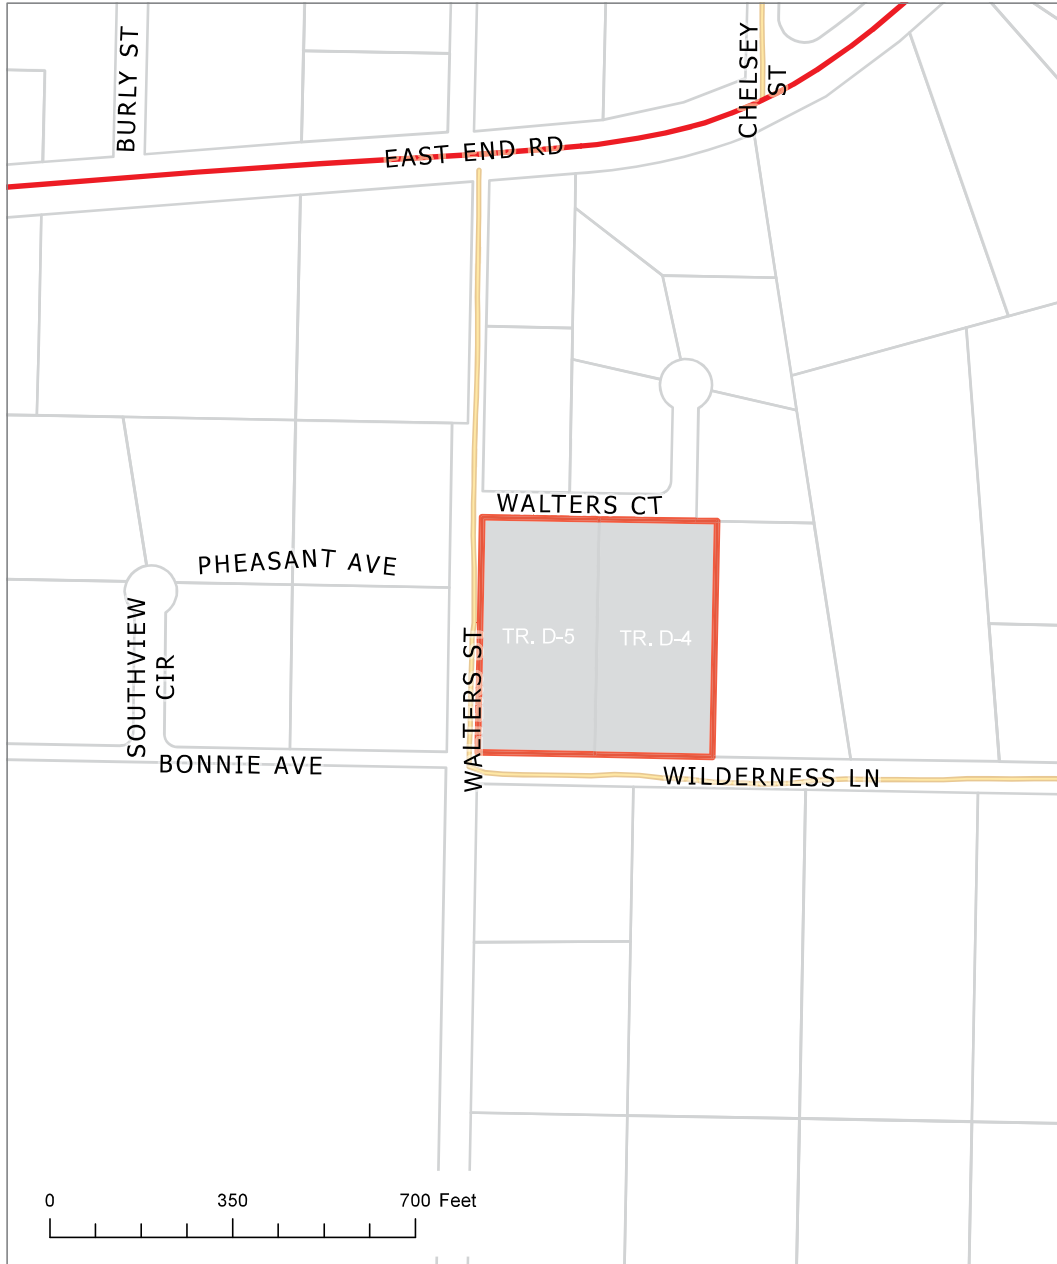 BURLY ST
CHELSEY
ST
EAST END RD
WALTERS CT
PHEASANT AVE
SOUTHVIEW
CIR
TR. D-5
TR. D-4
WALTERS ST
BONNIE AVE
WILDERNESS LN
0 350 700 Feet